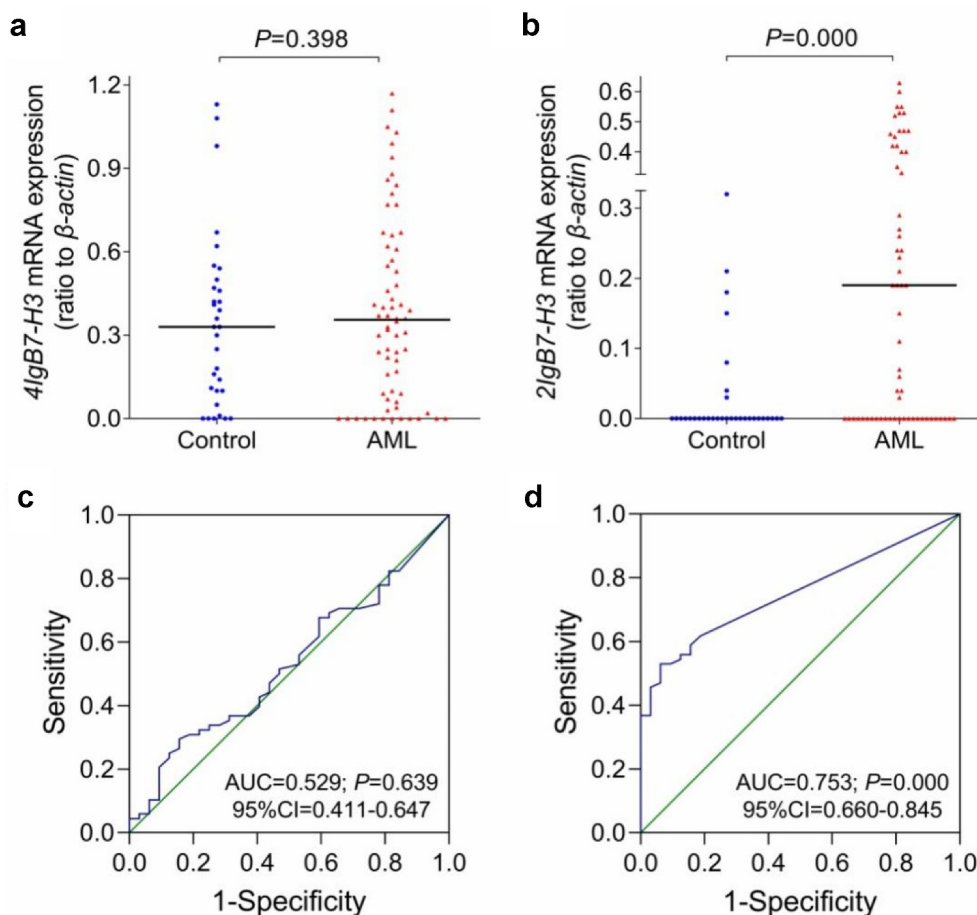 a
P=0.398
4IgB7-H3 mRNA expression
(ratio to β-actin)
1.2
0.9
0.6
0.3
0.0
Control
AML
b
P=0.000
2IgB7-H3 mRNA expression
(ratio to β-actin)
0.6
0.5
0.4
0.3
0.2
0.1
0.0
Control
AML
c
Sensitivity
1.0
0.8
0.6
0.4
0.2
0.0
AUC=0.529; P=0.639
95%CI=0.411-0.647
0.0 0.2 0.4 0.6 0.8 1.0
1-Specificity
d
Sensitivity
1.0
0.8
0.6
0.4
0.2
0.0
AUC=0.753; P=0.000
95%CI=0.660-0.845
0.0 0.2 0.4 0.6 0.8 1.0
1-Specificity